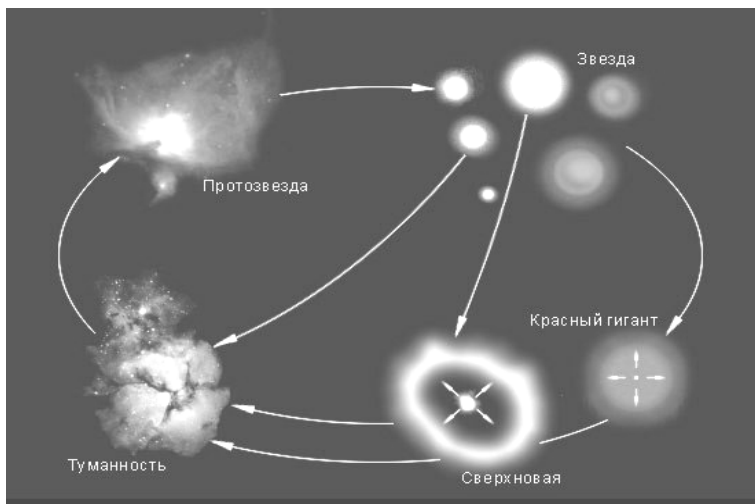 Звезда
Протозвезда
Красный гигант
Туманность
Сверхновая